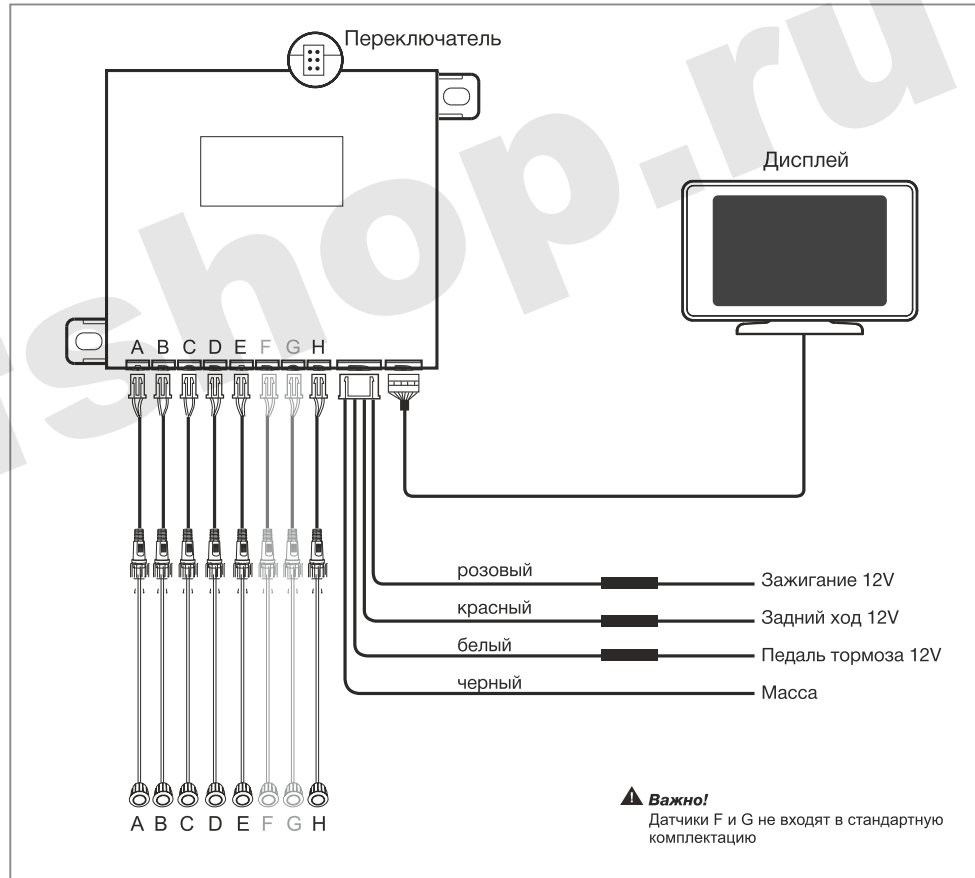 Переключатель
Дисплей
A B C D E F G H
розовый
Зажигание 12V
красный
Задний ход 12V
белый
Педаль тормоза 12V
черный
Масса
A B C D E F G H
Важно!
Датчики F и G не входят в стандартную
комплектацию
shop.ru